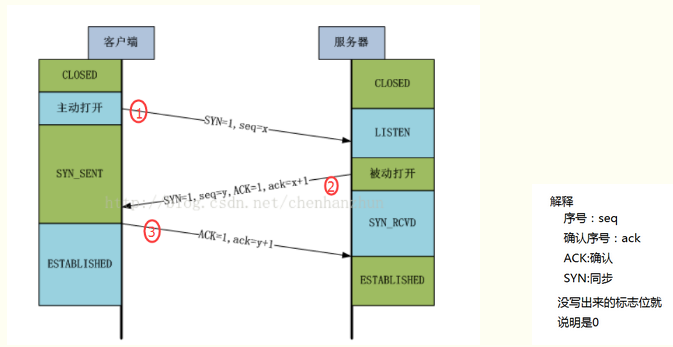 客户端
服务器
CLOSED
CLOSED
主动打开
①
SYN=1,seq=x
LISTEN
SYN_SENT
②
被动打开
SYN=1,seq=y,ACK=1,ack=x+1
http://blog.csdn.net/chenhanzhun
SYN_RCVD
③
ACK=1,ack=y+1
ESTABLISHED
ESTABLISHED
解释
序号：seq
确认序号：ack
ACK:确认
SYN:同步
没写出来的标志位就
说明是0